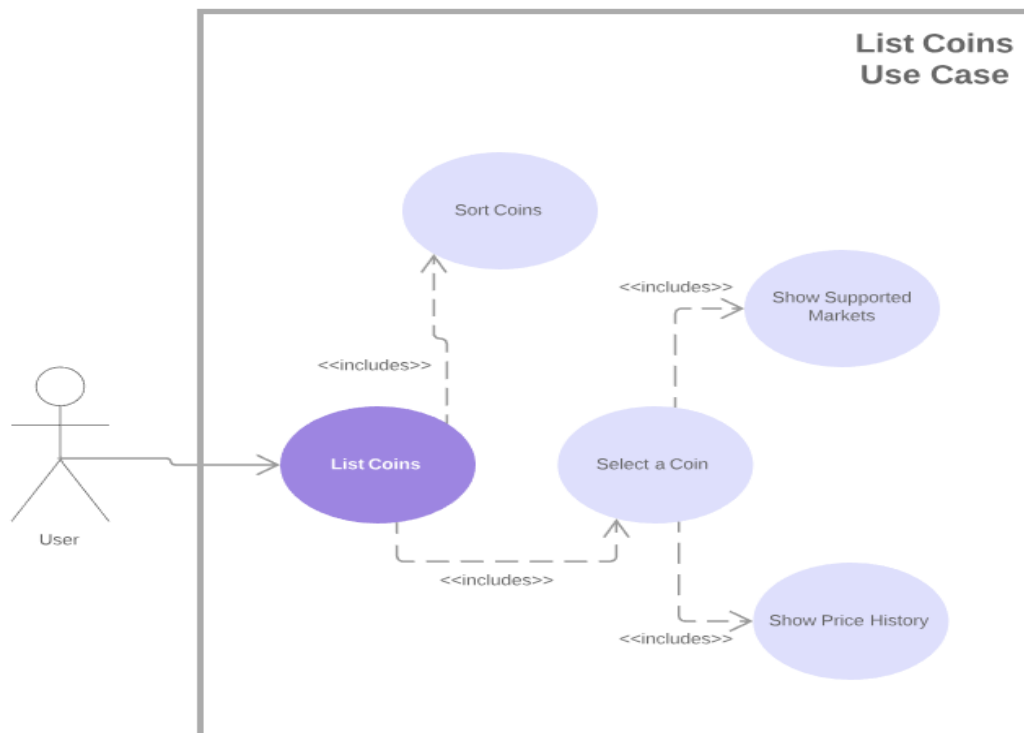 List Coins
Use Case
Sort Coins
<<includes>>
Show Supported
Markets
<<includes>>
List Coins
Select a Coin
User
<<includes>>
Show Price History
<<includes>>